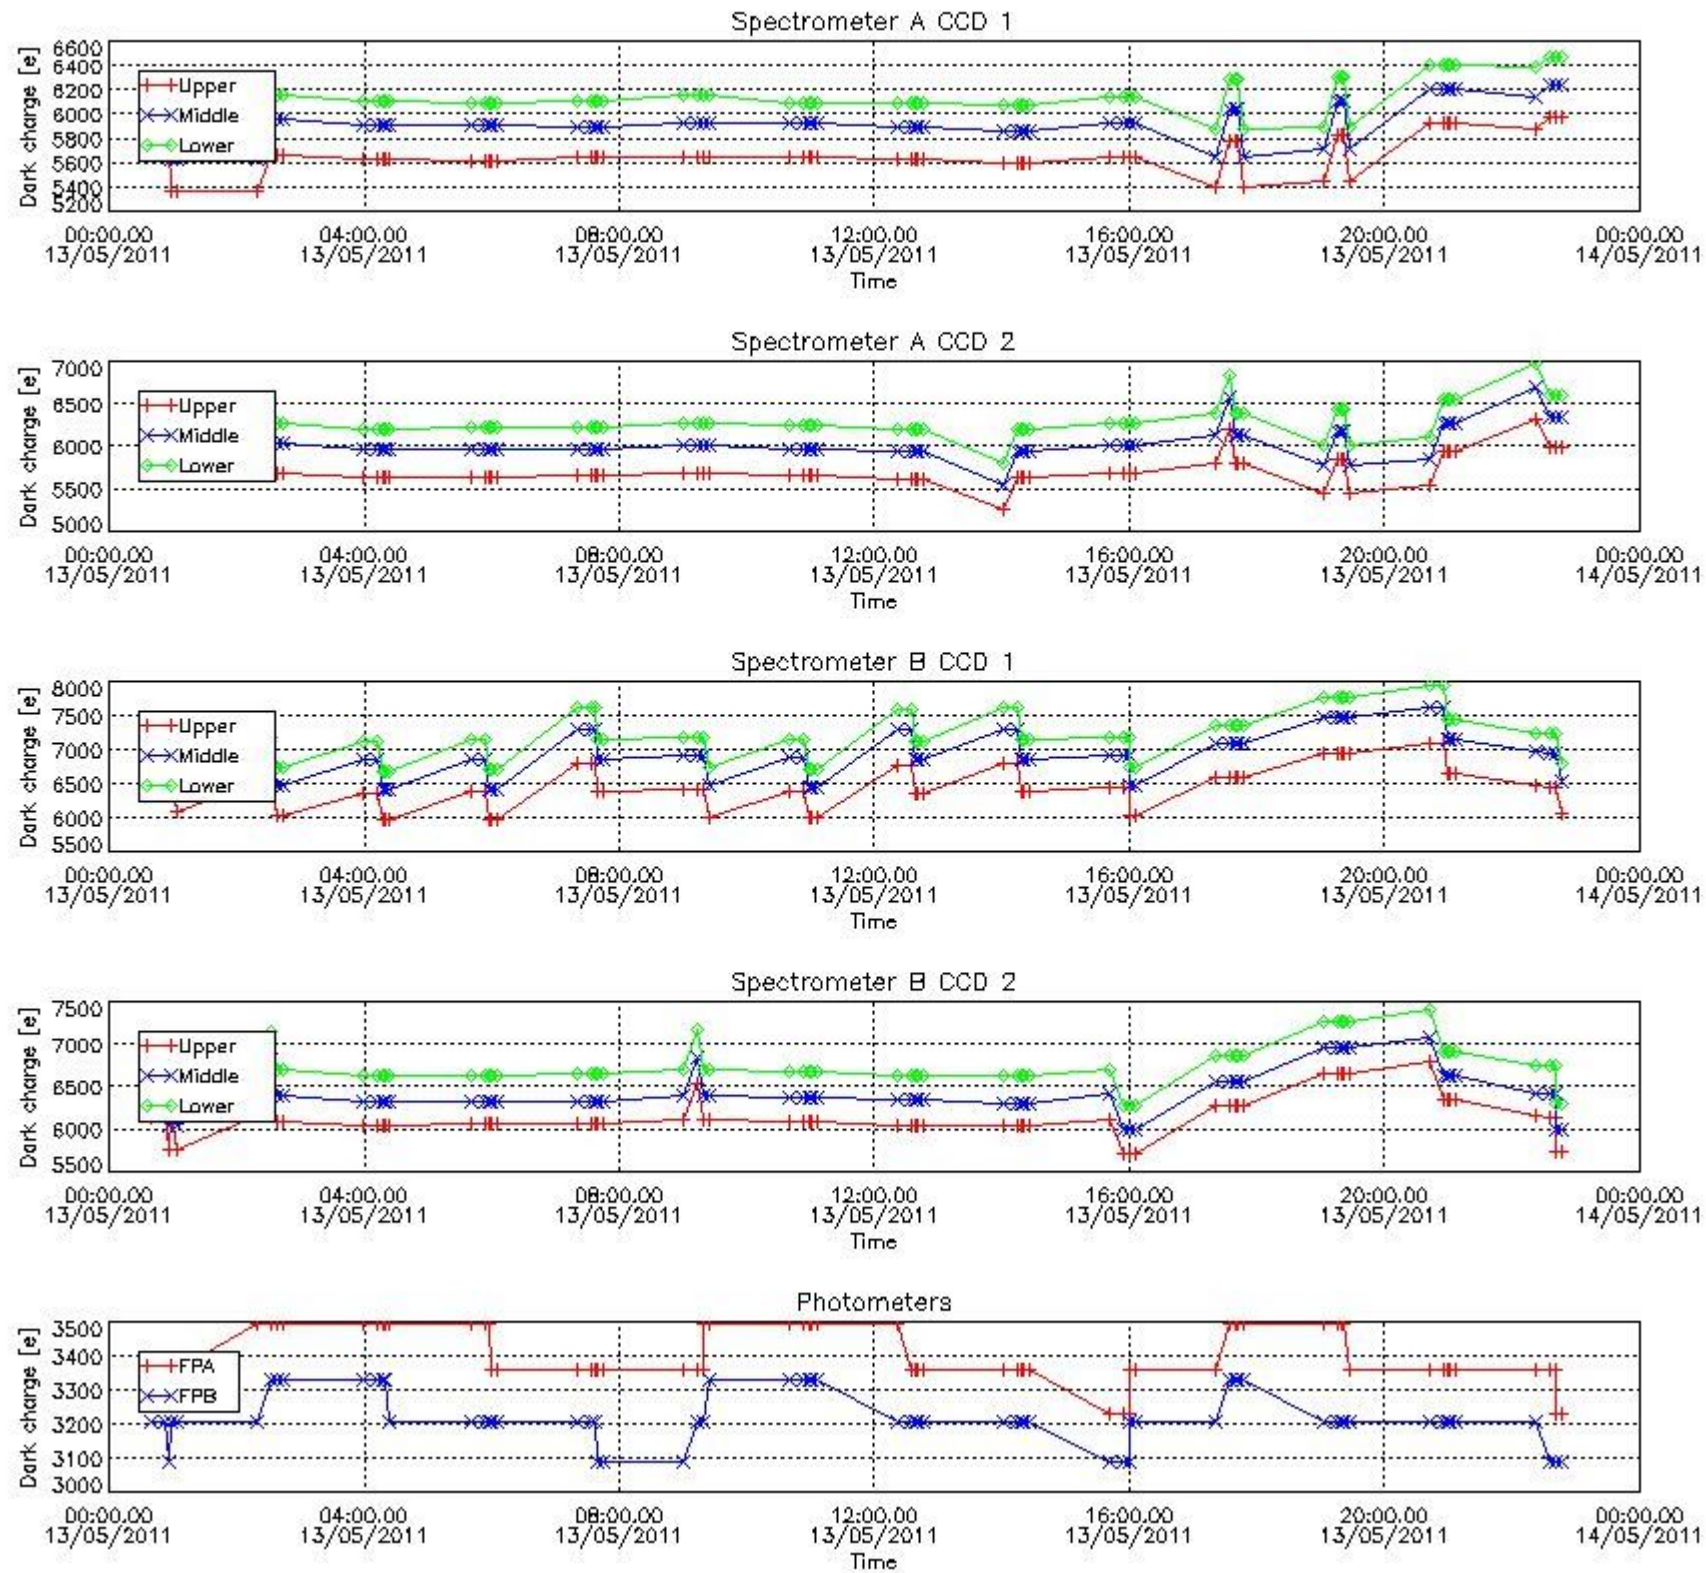 Spectrometer A CCD 1
Dark charge [e]
6600
6400
6200
6000
5800
5600
5400
5200
Upper
Middle
Lower
00:00.00 04:00.00 08:00.00 12:00.00 16:00.00 20:00.00 00:00.00
13/05/2011 13/05/2011 13/05/2011 13/05/2011 13/05/2011 13/05/2011 14/05/2011
Time
Spectrometer A CCD 2
Dark charge [e]
7000
6500
6000
5500
5000
Upper
Middle
Lower
00:00.00 04:00.00 08:00.00 12:00.00 16:00.00 20:00.00 00:00.00
13/05/2011 13/05/2011 13/05/2011 13/05/2011 13/05/2011 13/05/2011 14/05/2011
Time
Spectrometer B CCD 1
Dark charge [e]
8000
7500
7000
6500
6000
5500
Upper
Middle
Lower
00:00.00 04:00.00 08:00.00 12:00.00 16:00.00 20:00.00 00:00.00
13/05/2011 13/05/2011 13/05/2011 13/05/2011 13/05/2011 13/05/2011 14/05/2011
Time
Spectrometer B CCD 2
Dark charge [e]
7500
7000
6500
6000
5500
Upper
Middle
Lower
00:00.00 04:00.00 08:00.00 12:00.00 16:00.00 20:00.00 00:00.00
13/05/2011 13/05/2011 13/05/2011 13/05/2011 13/05/2011 13/05/2011 14/05/2011
Time
Photometers
Dark charge [e]
3500
3400
3300
3200
3100
3000
FPA
FPB
00:00.00 04:00.00 08:00.00 12:00.00 16:00.00 20:00.00 00:00.00
13/05/2011 13/05/2011 13/05/2011 13/05/2011 13/05/2011 13/05/2011 14/05/2011
Time